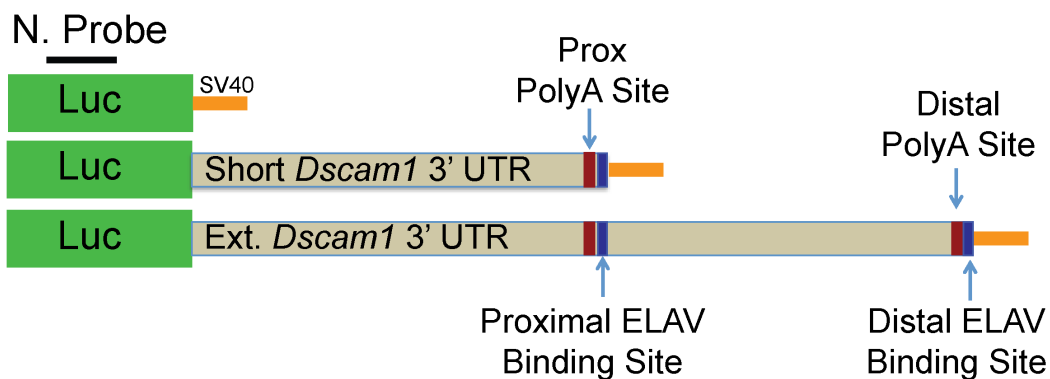 N. Probe
Luc
SV40
Prox
PolyA Site
Distal
PolyA Site
Luc
Short Dscam1 3' UTR
Luc
Ext. Dscam1 3' UTR
Proximal ELAV
Binding Site
Distal ELAV
Binding Site